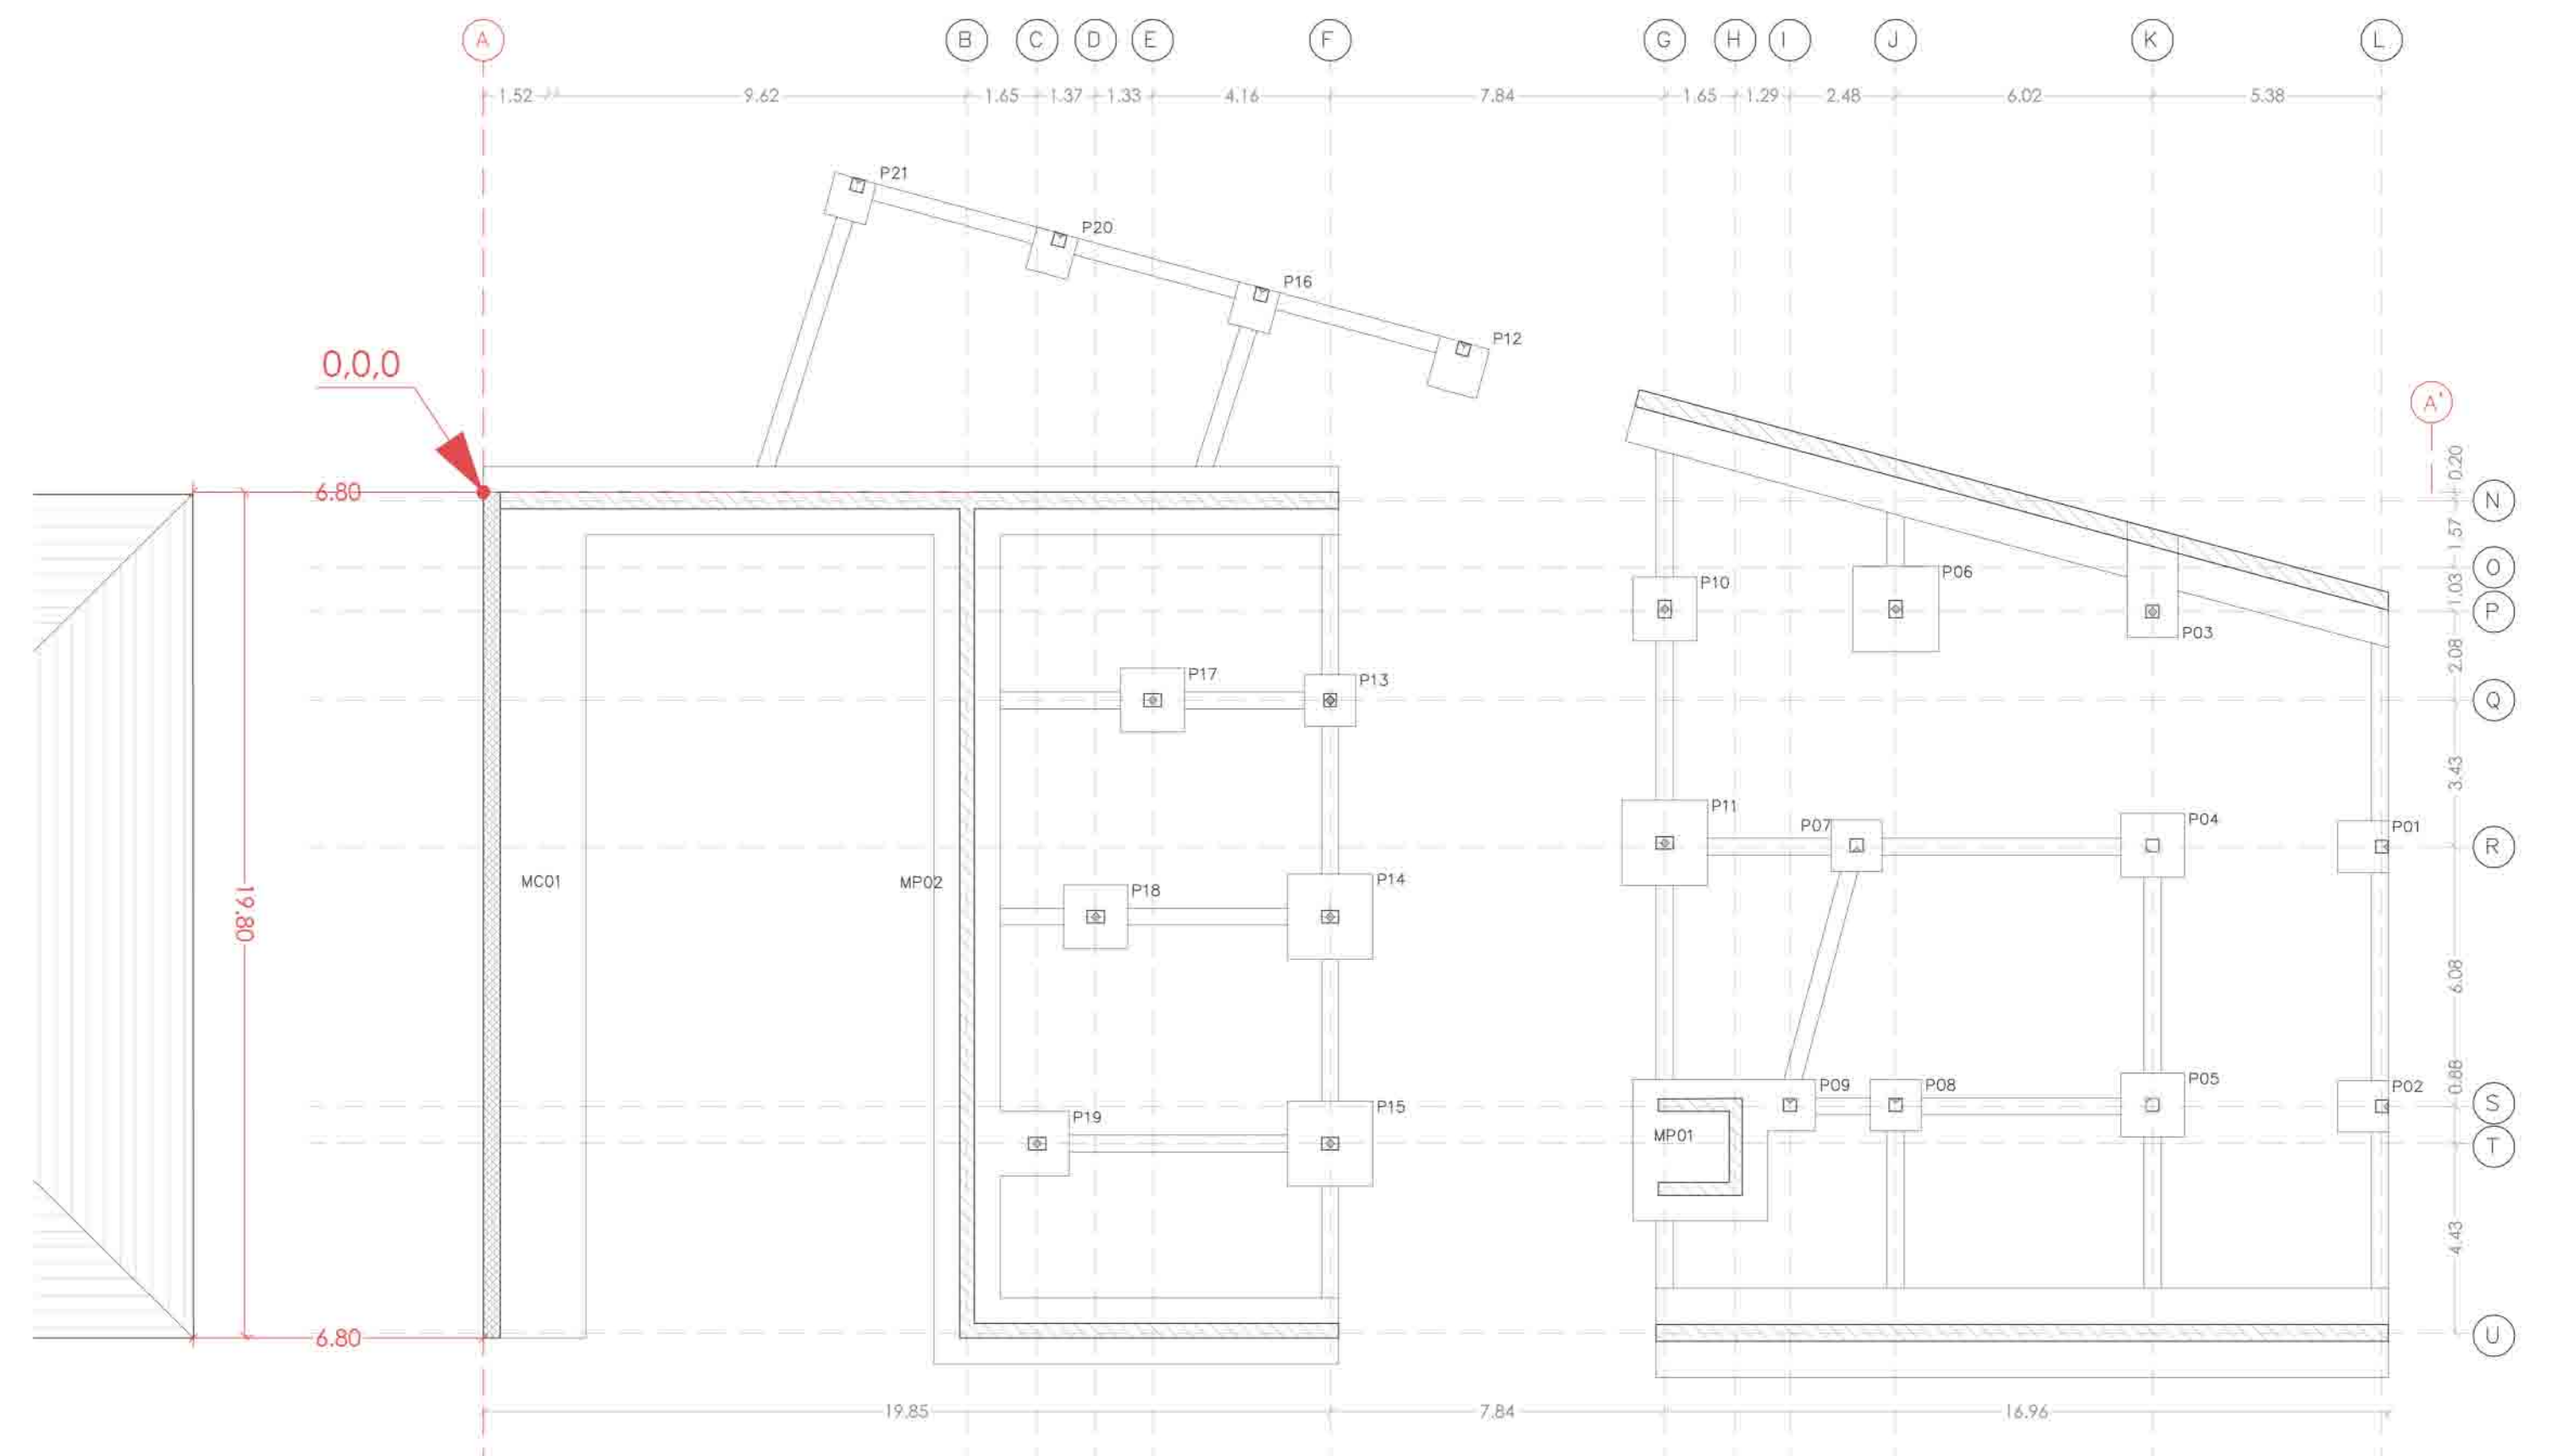 A B C D E F G H I J K L
1.52 9.62 1.65 1.37 1.33 4.16 7.84 1.65 1.29 2.48 6.02 5.38
P21
P20
P16
P12
0,0,0
A'
0.20
6.80
N
1.57
O
P10
P06
1.03
P
P03
2.08
P17
P13
Q
3.43
P11
P07
P04
P01
R
MC01
MP02
P18
P14
19.80
6.08
P09
P08
P05
P02
0.88
S
P19
P15
MP01
T
4.43
6.80
U
19.85 7.84 16.96